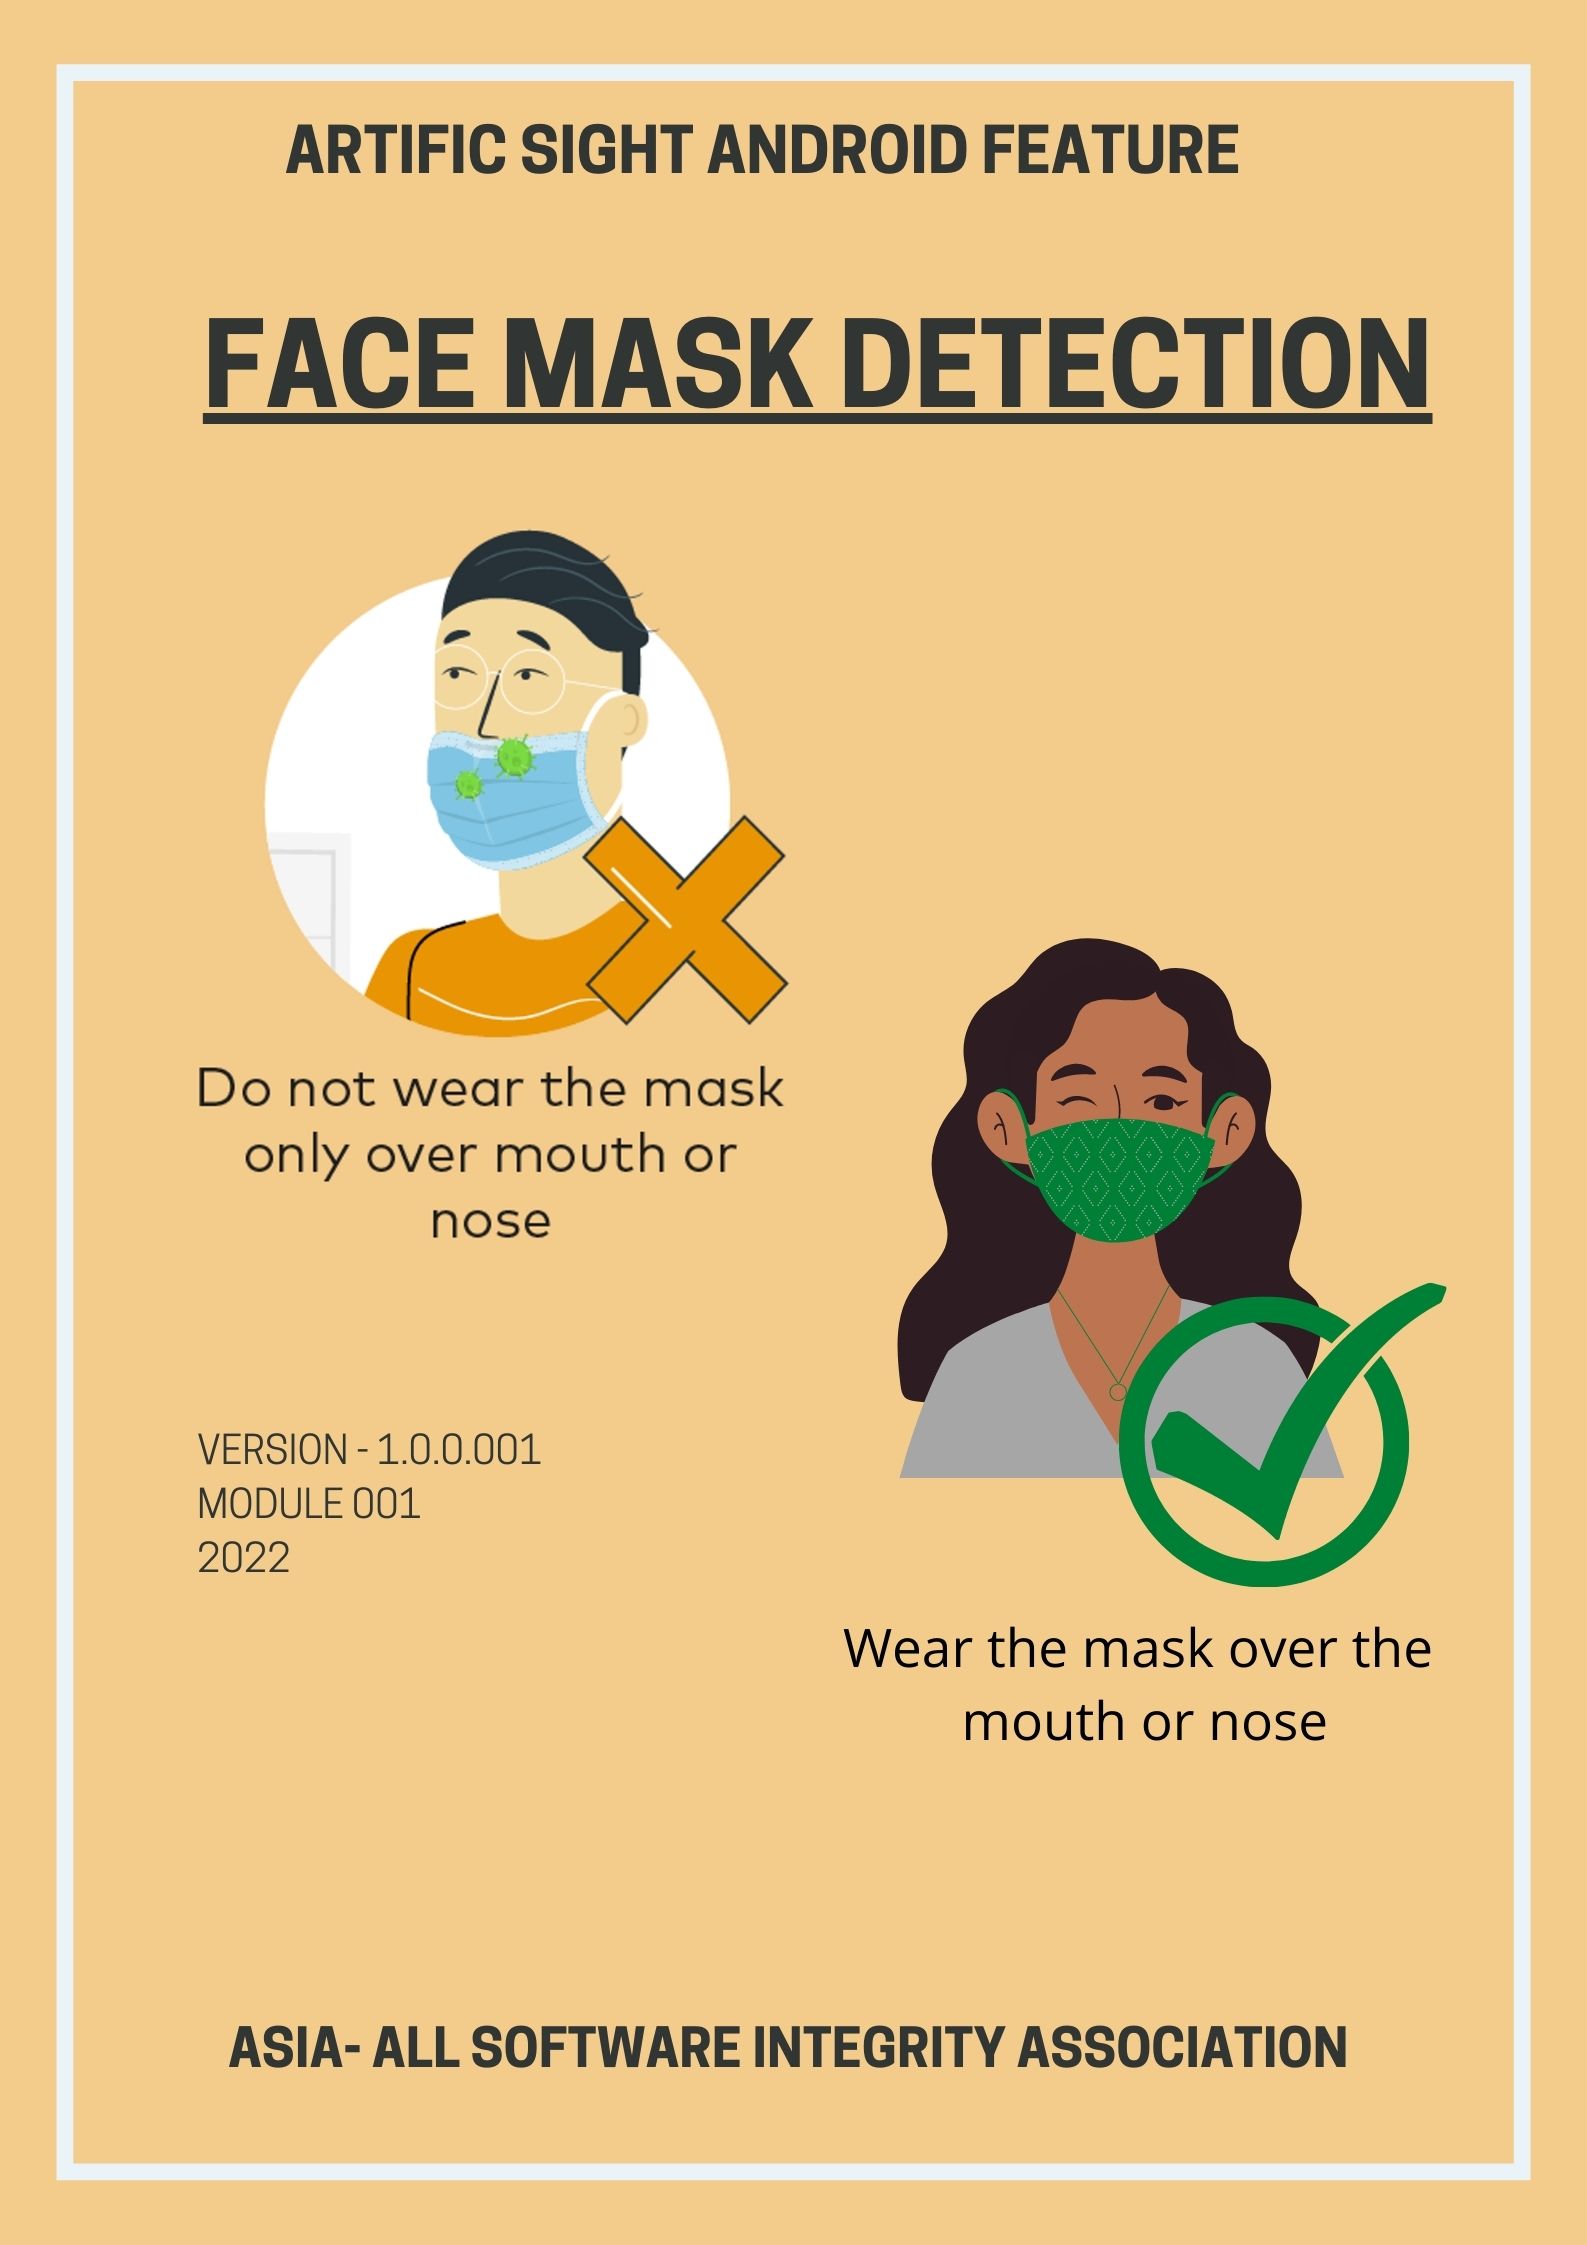 ARTIFIC SIGHT ANDROID FEATURE
FACE MASK DETECTION
Do not wear the mask
only over mouth or
nose
VERSION - 1.0.0.001
MODULE 001
2022
Wear the mask over the
mouth or nose
ASIA- ALL SOFTWARE INTEGRITY ASSOCIATION